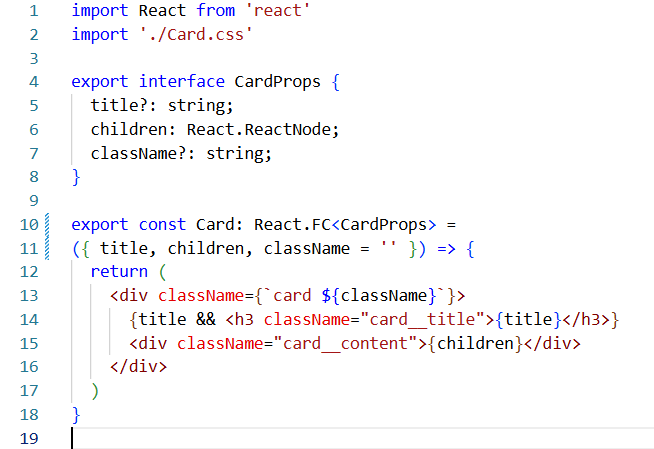 1 import React from 'react'
2 import './Card.css'
3
4 export interface CardProps {
5   title?: string;
6   children: React.ReactNode;
7   className?: string;
8 }
9
10 export const Card: React.FC<CardProps> =
11 ({ title, children, className = '' }) => {
12   return (
13     <div className={`card ${className}`}>
14       {title && <h3 className="card__title">{title}</h3>}
15       <div className="card__content">{children}</div>
16     </div>
17   )
18 }
19